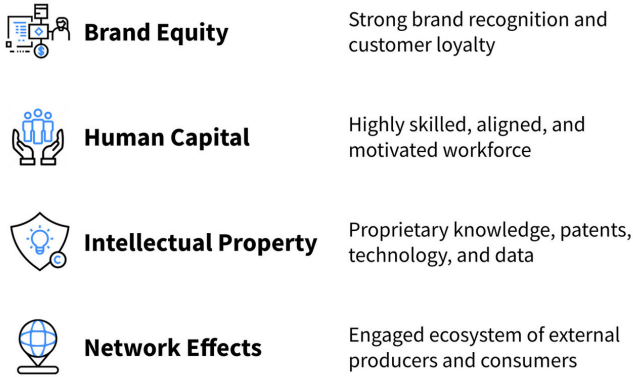 Brand Equity
Strong brand recognition and
customer loyalty
Human Capital
Highly skilled, aligned, and
motivated workforce
Intellectual Property
Proprietary knowledge, patents,
technology, and data
Network Effects
Engaged ecosystem of external
producers and consumers